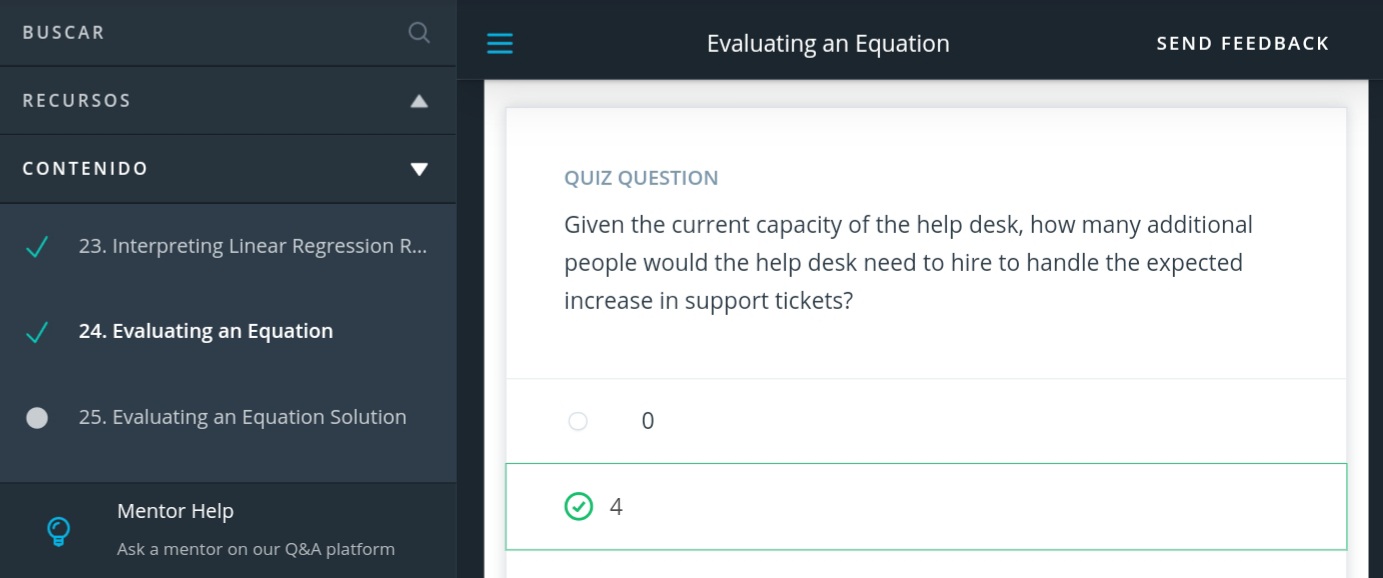 BUSCAR
RECURSOS
CONTENIDO
23. Interpreting Linear Regression R...
24. Evaluating an Equation
25. Evaluating an Equation Solution
Mentor Help
Ask a mentor on our Q&A platform
Evaluating an Equation
SEND FEEDBACK
QUIZ QUESTION
Given the current capacity of the help desk, how many additional
people would the help desk need to hire to handle the expected
increase in support tickets?
0
4